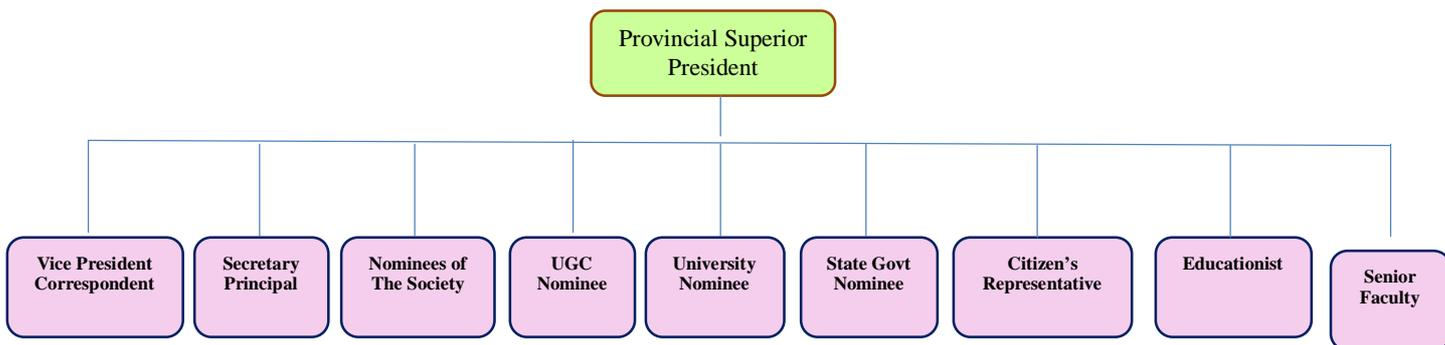 Provincial Superior
President
Vice President
Correspondent
Secretary
Principal
Nominees of
The Society
UGC
Nominee
University
Nominee
State Govt
Nominee
Citizen’s
Representative
Educationist
Senior
Faculty